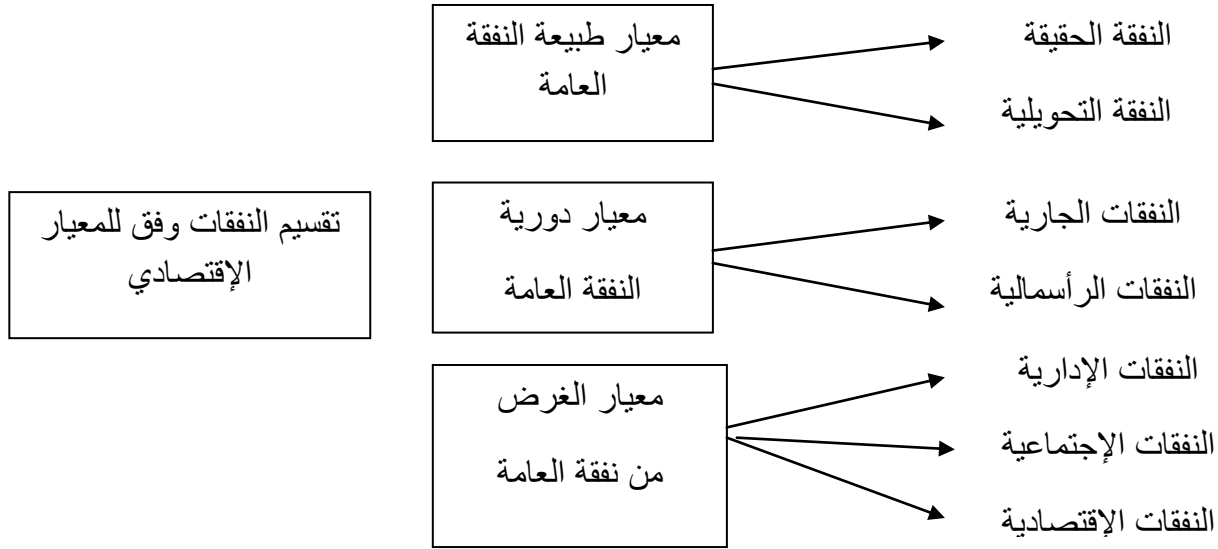 معيار طبيعة النفقة
العامة
النفقة الحقيقة
النفقة التحويلية
تقسيم النفقات وفق للمعيار
الإقتصادي
معيار دورية
النفقة العامة
النفقات الجارية
النفقات الرأسمالية
معيار الغرض
من نفقة العامة
النفقات الإدارية
النفقات الإجتماعية
النفقات الإقتصادية